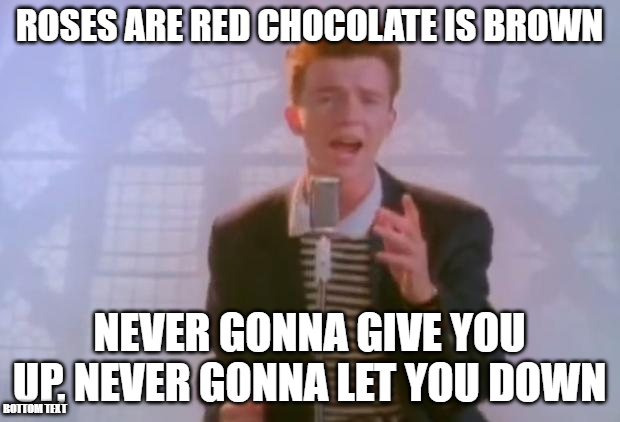 ROSES ARE RED CHOCOLATE IS BROWN
NEVER GONNA GIVE YOU
UP. NEVER GONNA LET YOU DOWN
BOTTOM TEXT